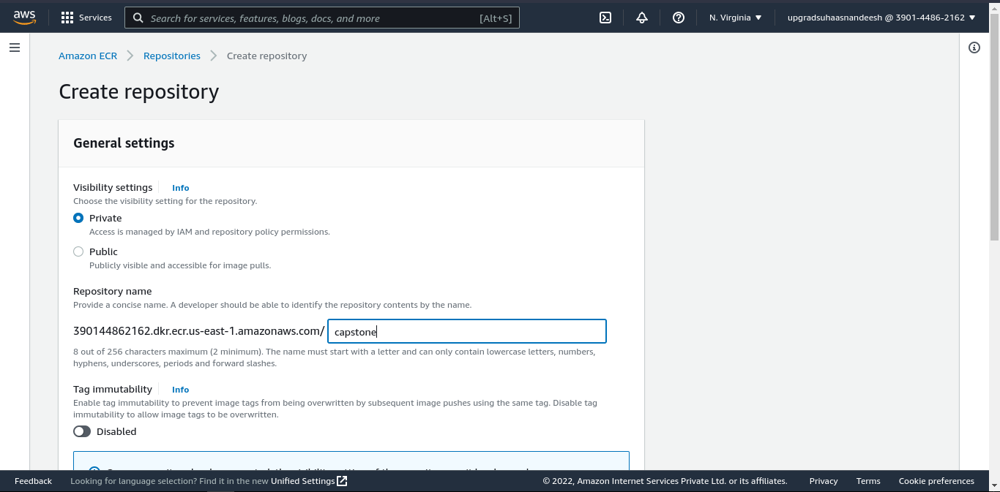 aws
Services
Search for services, features, blogs, docs, and more
[Alt+S]
N. Virginia
upgradsuhaasnandeesh @ 3901-4486-2162
Amazon ECR
Repositories
Create repository
Create repository
General settings
Visibility settings
Info
Choose the visibility setting for the repository.
Private
Access is managed by IAM and repository policy permissions.
Public
Publicly visible and accessible for image pulls.
Repository name
Provide a concise name. A developer should be able to identify the repository contents by the name.
390144862162.dkr.ecr.us-east-1.amazonaws.com/
capstone
8 out of 256 characters maximum (2 minimum). The name must start with a letter and can only contain lowercase letters, numbers,
hyphens, underscores, periods and forward slashes.
Tag immutability
Info
Enable tag immutability to prevent image tags from being overwritten by subsequent image pushes using the same tag. Disable tag
immutability to allow image tags to be overwritten.
Disabled
Feedback
Looking for language selection? Find it in the new Unified Settings
© 2022, Amazon Internet Services Private Ltd. or its affiliates.
Privacy
Terms
Cookie preferences